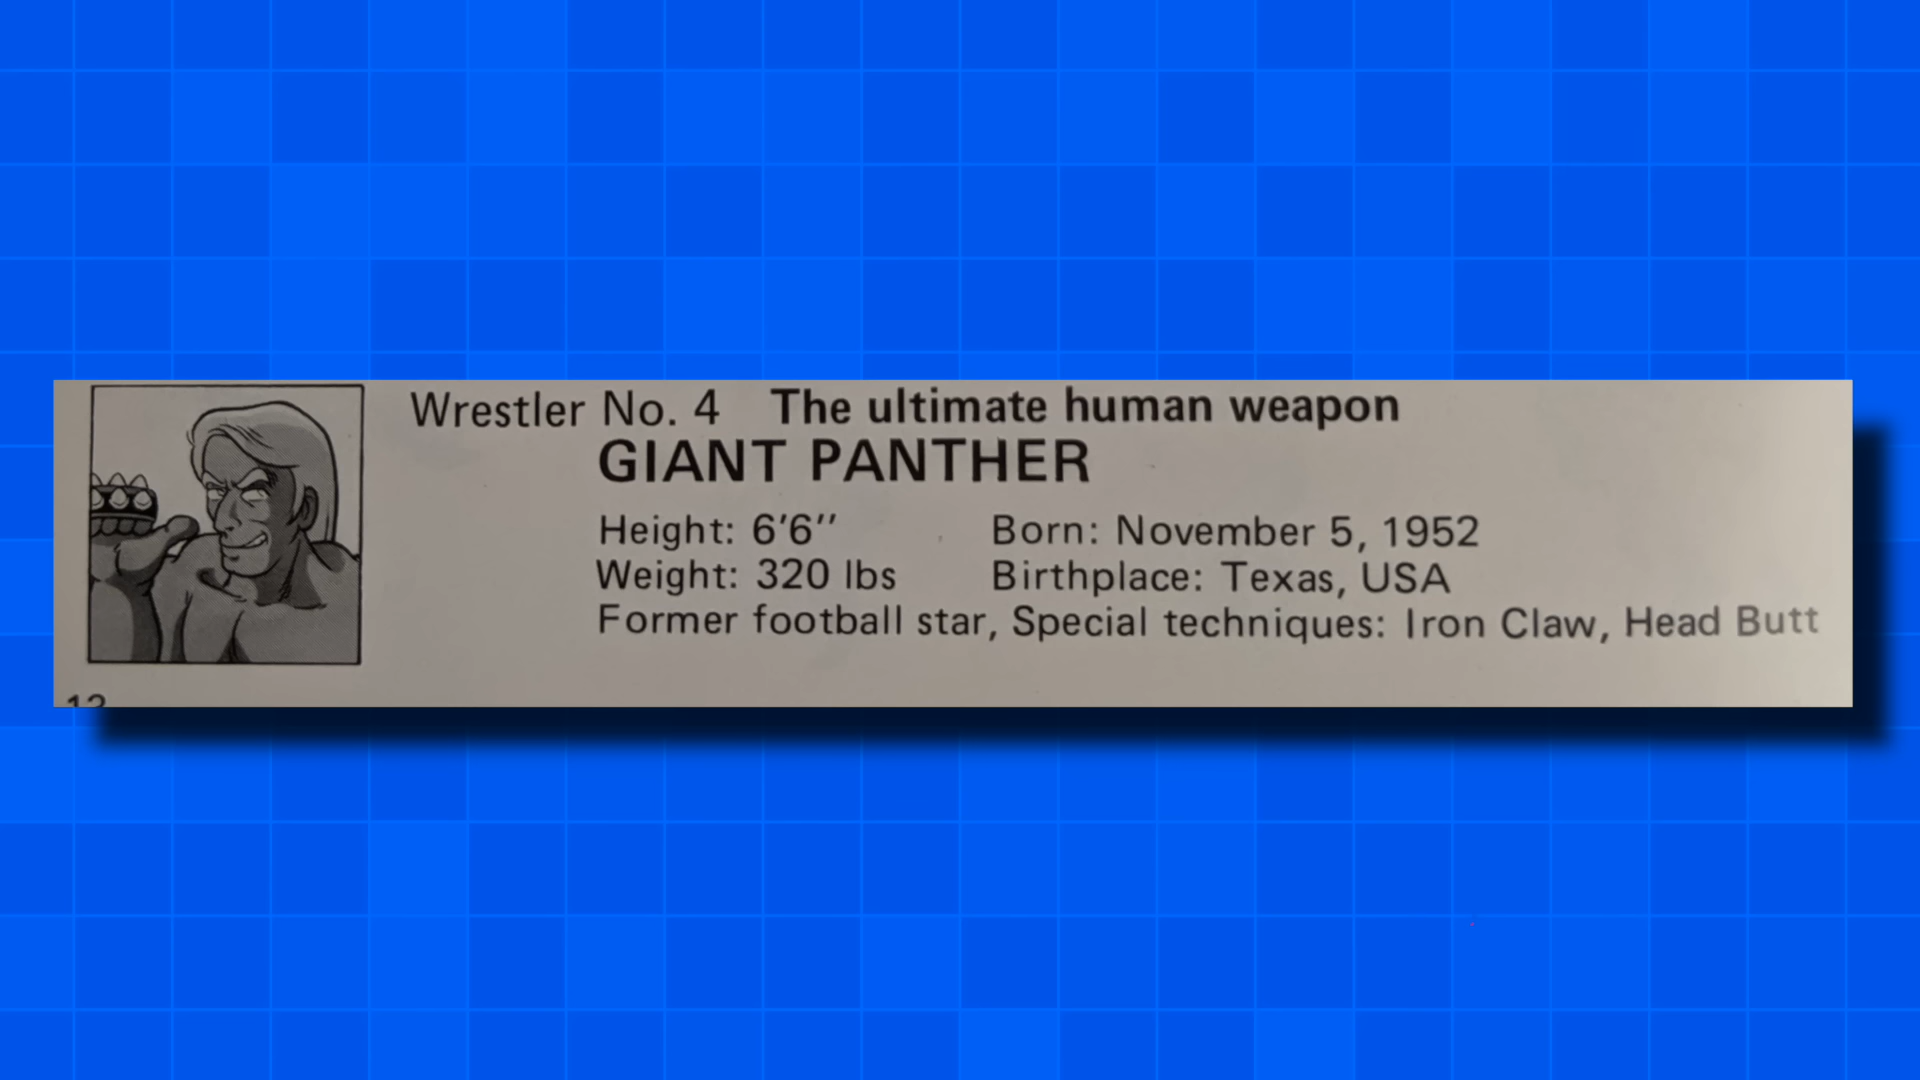 Wrestler No. 4 The ultimate human weapon
GIANT PANTHER
Height: 6'6" Born: November 5, 1952
Weight: 320 lbs Birthplace: Texas, USA
Former football star, Special techniques: Iron Claw, Head Butt
12